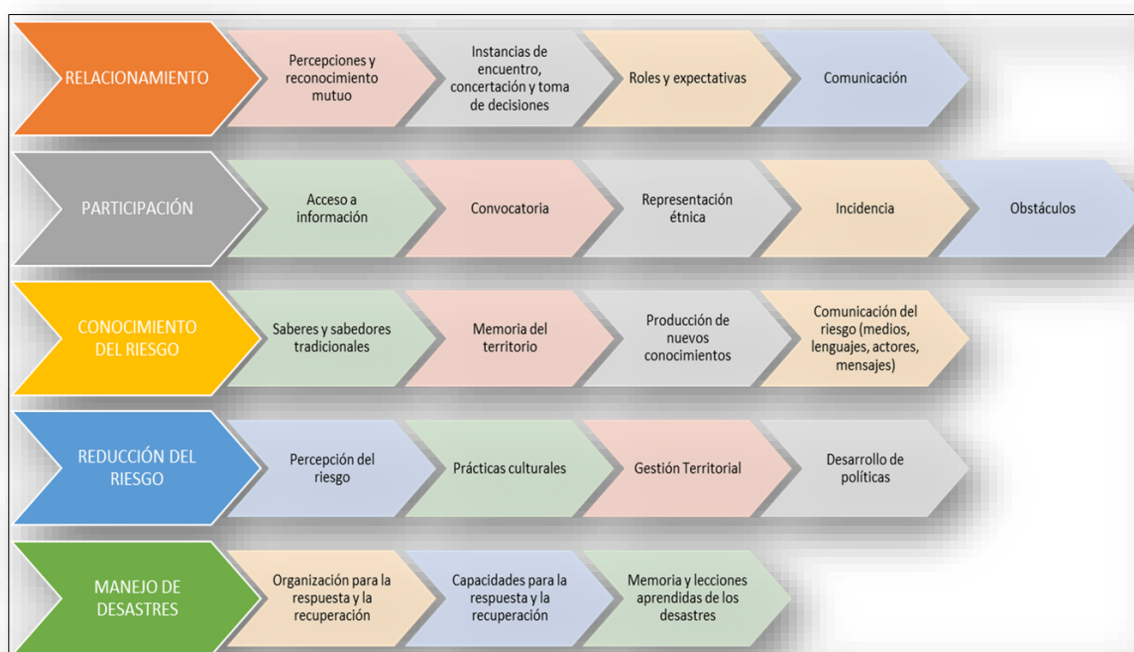 RELACIONAMIENTO
Percepciones y
reconocimiento
mutuo
Instancias de
encuentro,
concertación y toma
de decisiones
Roles y expectativas
Comunicación
PARTICIPACIÓN
Acceso a
información
Convocatoria
Representación
étnica
Incidencia
Obstáculos
CONOCIMIENTO
DEL RIESGO
Saberes y sabedores
tradicionales
Memoria del
territorio
Producción de
nuevos
conocimientos
Comunicación del
riesgo (medios,
lenguajes, actores,
mensajes)
REDUCCIÓN DEL
RIESGO
Percepción del
riesgo
Prácticas culturales
Gestión Territorial
Desarrollo de
políticas
MANEJO DE
DESASTRES
Organización para la
respuesta y la
recuperación
Capacidades para la
respuesta y la
recuperación
Memoria y lecciones
aprendidas de los
desastres